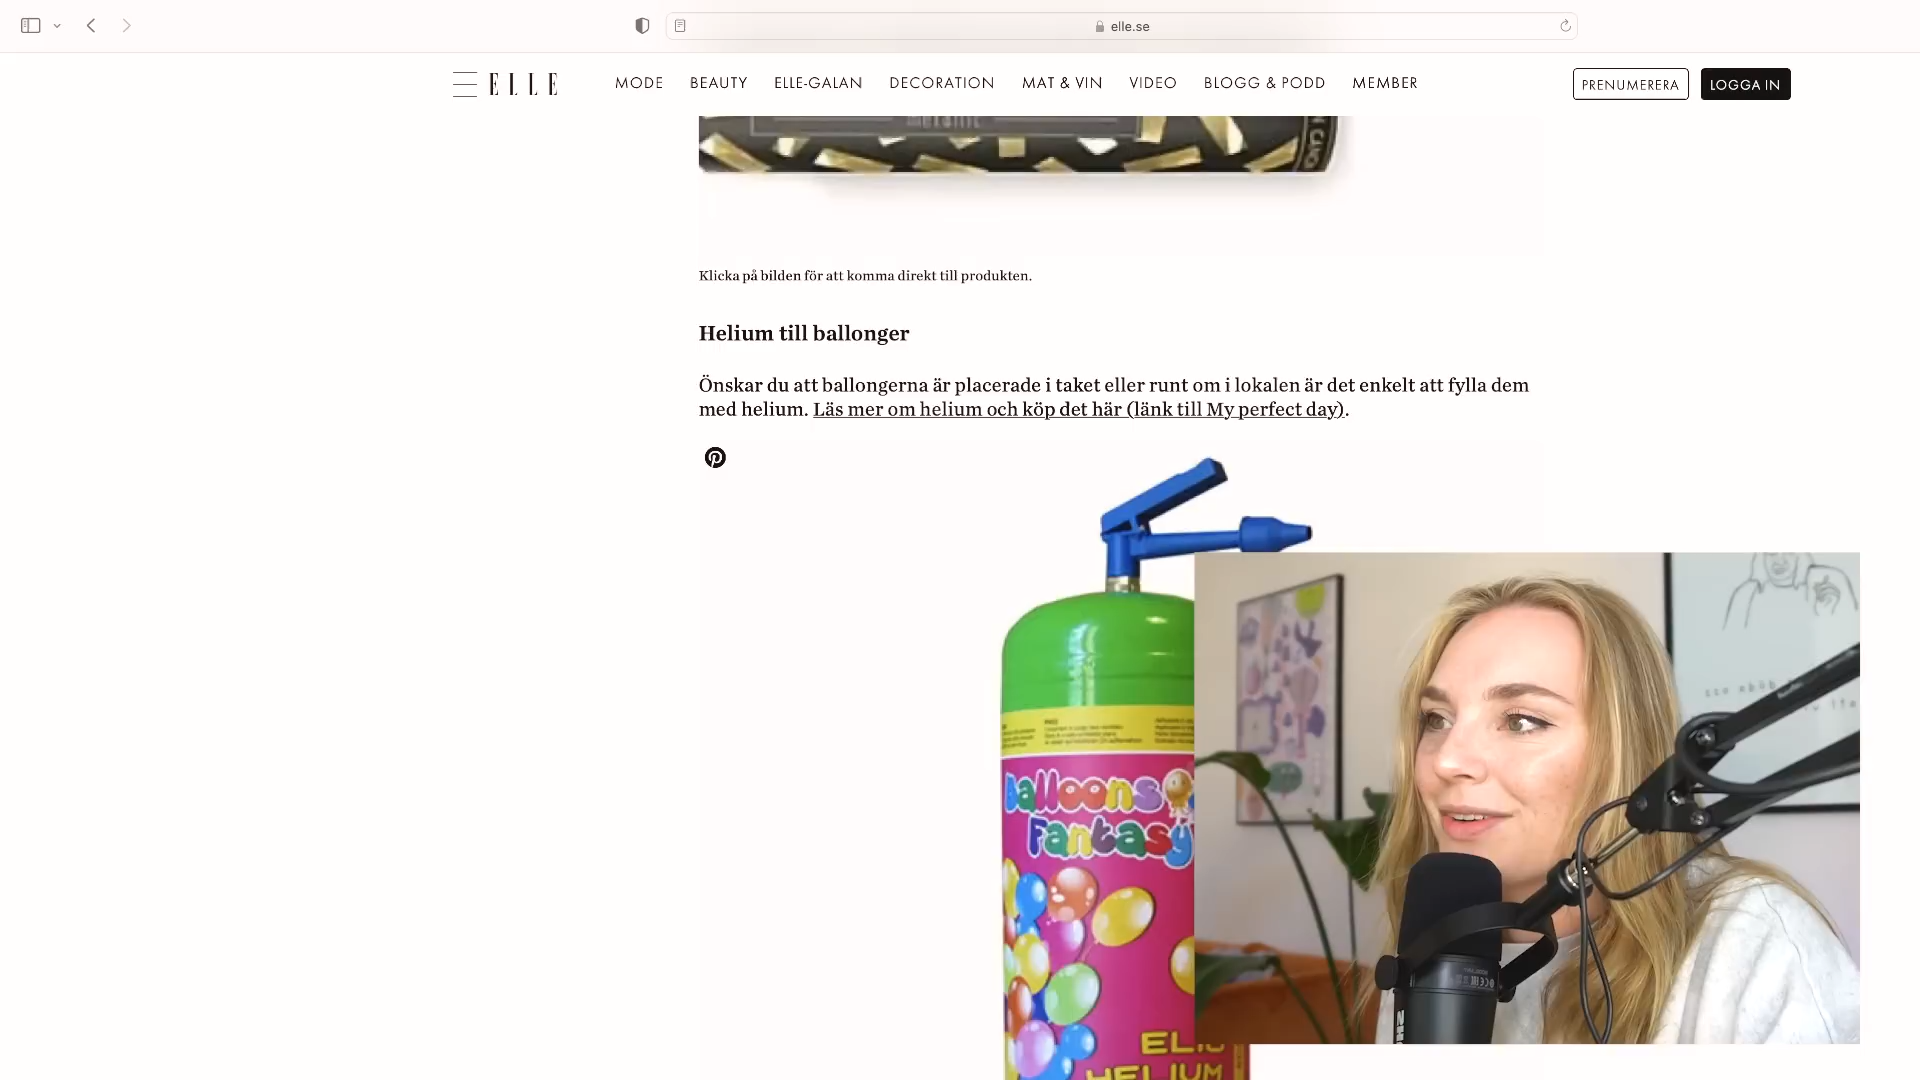 elle.se
ELLE
MODE BEAUTY ELLE-GALAN DECORATION MAT & VIN VIDEO BLOGG & PODD MEMBER
PRENUMERERA LOGGA IN
metallic
Klicka på bilden för att komma direkt till produkten.
Helium till ballonger
Önskar du att ballongerna är placerade i taket eller runt om i lokalen är det enkelt att fylla dem
med helium. Läs mer om helium och köp det här (länk till My perfect day).
Balloons
Fantasy
HELIUM